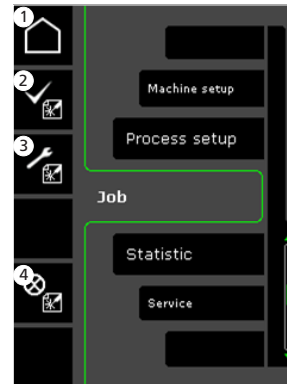 1
2
Machine setup
3
Process setup
Job
Statistic
4
Service